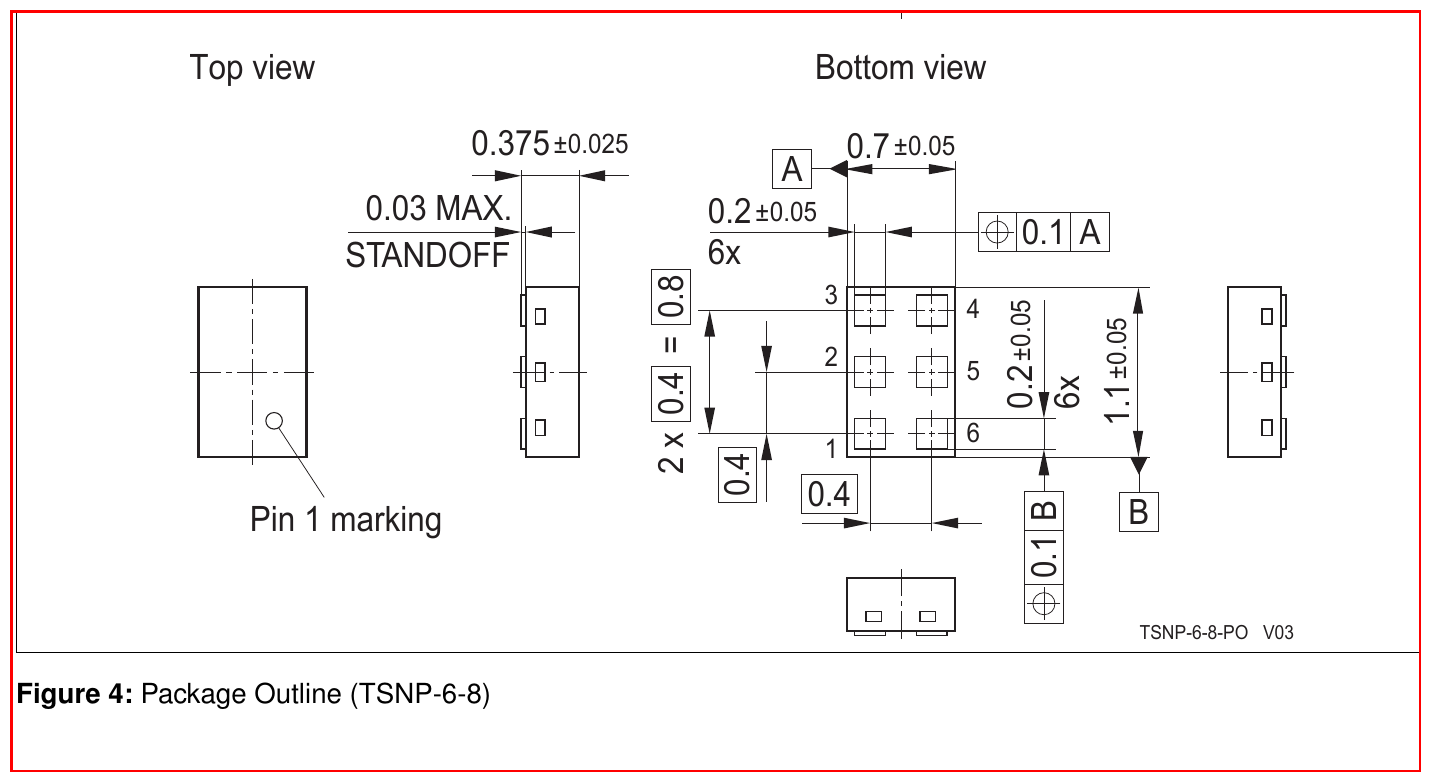 Top view
Bottom view
0.375 ±0.025
0.7 ±0.05
A
0.03 MAX.
STANDOFF
0.2 ±0.05
6x
0.1 A
3
4
2
5
1
6
2 x 0.4 = 0.8
0.4
0.4
0.2 ±0.05
6x
1.1 ±0.05
0.1 B
B
Pin 1 marking
TSNP-6-8-PO V03
Figure 4: Package Outline (TSNP-6-8)